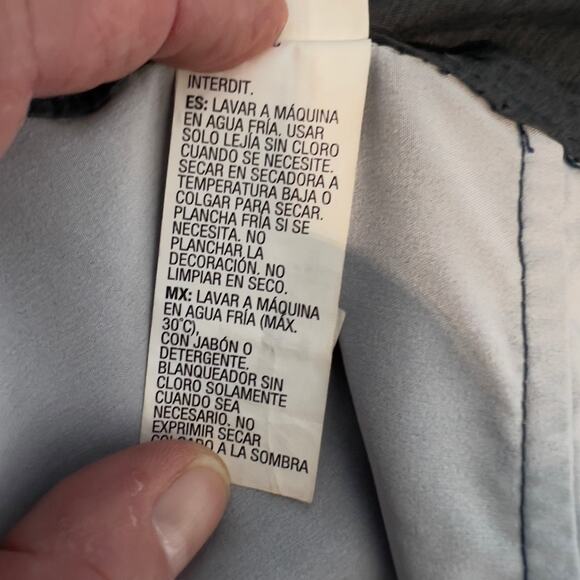 INTERDIT.
ES: LAVAR A MÁQUINA
EN AGUA FRÍA. USAR
SOLO LEJÍA SIN CLORO
CUANDO SE NECESITE.
SECAR EN SECADORA A
TEMPERATURA BAJA O
COLGAR PARA SECAR.
PLANCHA FRÍA SI SE
NECESITA. NO
PLANCHAR LA
DECORACIÓN. NO
LIMPIAR EN SECO.
MX: LAVAR A MÁQUINA
EN AGUA FRÍA (MÁX.
30°C),
CON JABÓN O
DETERGENTE.
BLANQUEADOR SIN
CLORO SOLAMENTE
CUANDO SEA
NECESARIO. NO
EXPRIMIR SECAR
COLGADO A LA SOMBRA